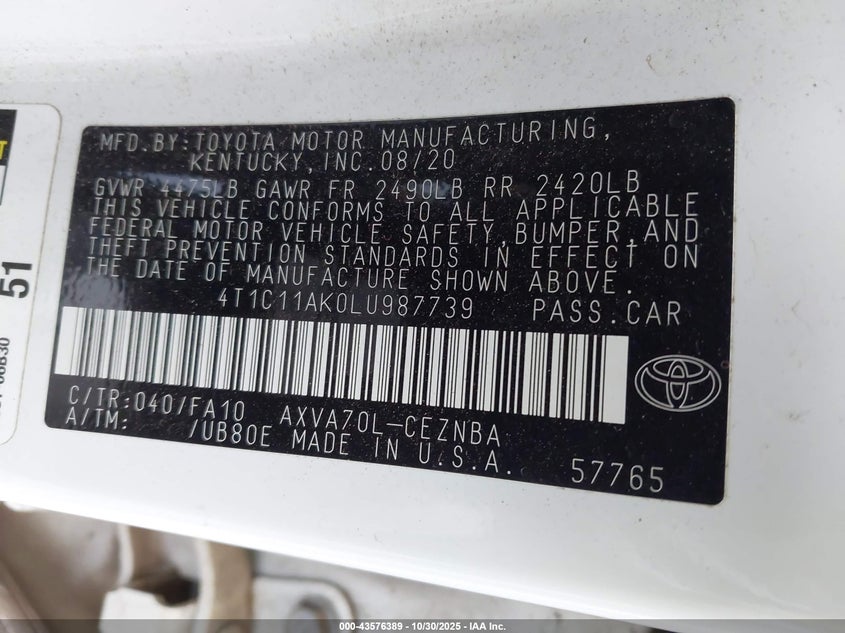 MFD.BY:TOYOTA MOTOR MANUFACTURING,
KENTUCKY,INC.08/20
GVWR 4475LB GAWR FR 2490LB RR 2420LB
THIS VEHICLE CONFORMS TO ALL APPLICABLE
FEDERAL MOTOR VEHICLE SAFETY,BUMPER,AND
THEFT PREVENTION STANDARDS IN EFFECT ON
THE DATE OF MANUFACTURE SHOWN ABOVE.
4T1C11AK0LU987739 PASS.CAR
C/TR:040/FA10 AXVA70L-CEZNBA
A/TM: /UB80E MADE IN U.S.A.
57765
51
000-43576389 - 10/30/2025 - IAA Inc.